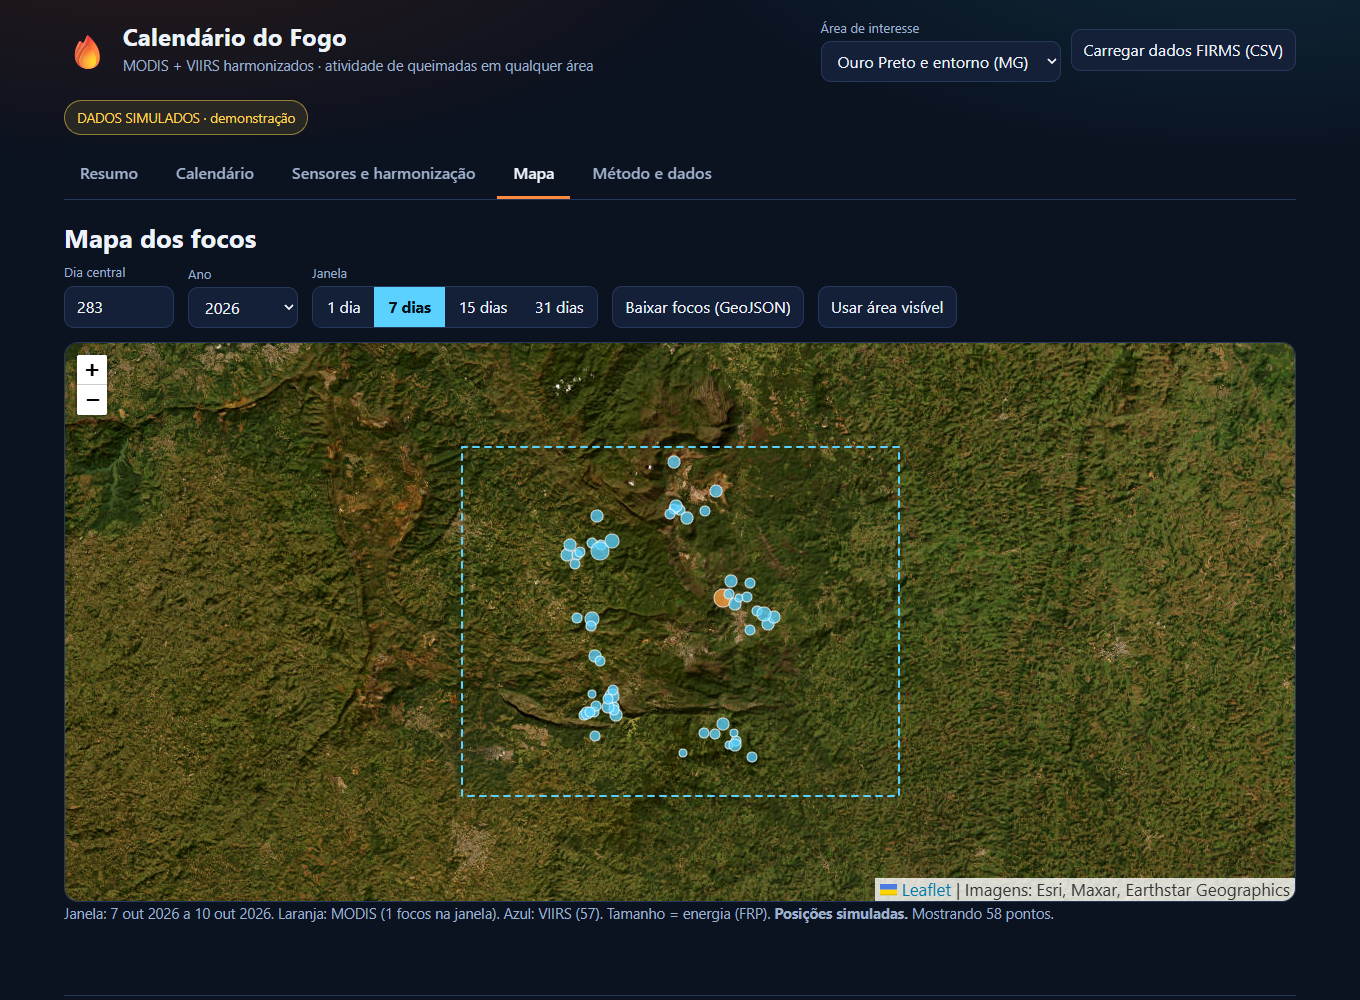 Calendário do Fogo
MODIS + VIIRS harmonizados · atividade de queimadas em qualquer área
Área de interesse
Ouro Preto e entorno (MG)
Carregar dados FIRMS (CSV)
DADOS SIMULADOS · demonstração
Resumo
Calendário
Sensores e harmonização
Mapa
Método e dados
Mapa dos focos
Dia central
Ano
Janela
283
2026
1 dia
7 dias
15 dias
31 dias
Baixar focos (GeoJSON)
Usar área visível
+
−
Leaflet | Imagens: Esri, Maxar, Earthstar Geographics
Janela: 7 out 2026 a 10 out 2026. Laranja: MODIS (1 focos na janela). Azul: VIIRS (57). Tamanho = energia (FRP). Posições simuladas. Mostrando 58 pontos.